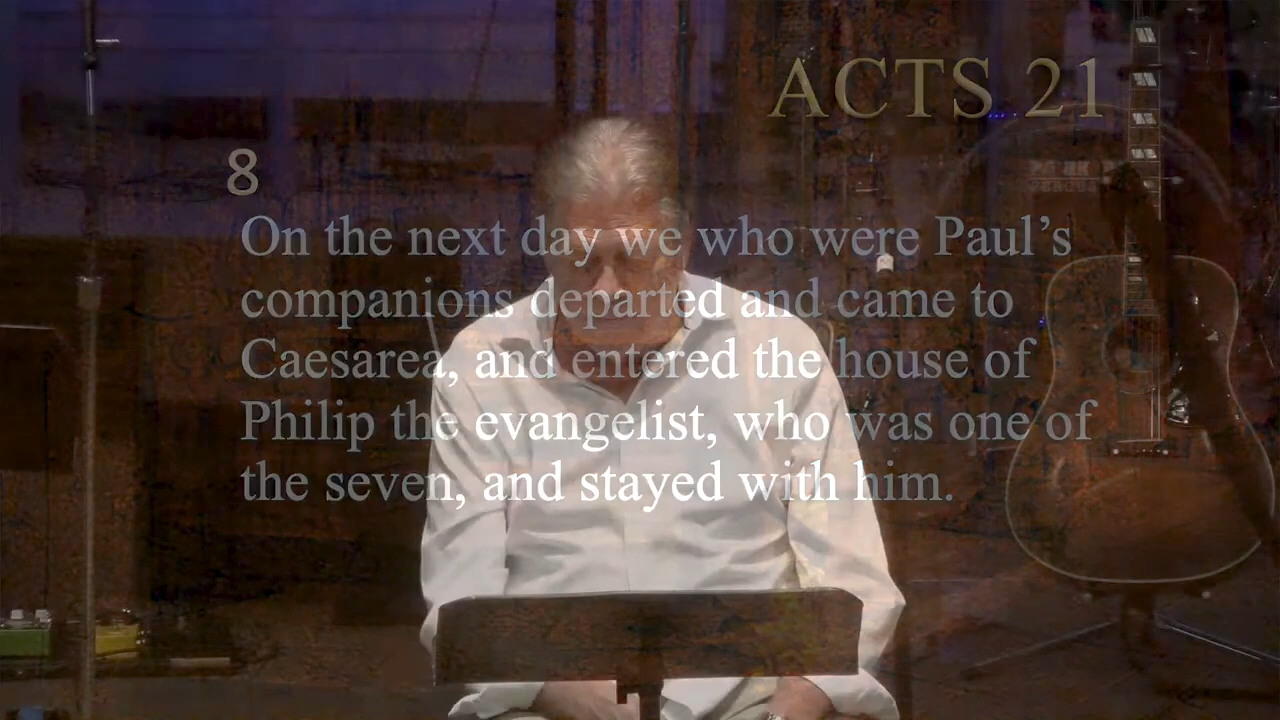 ACTS 21
8
On the next day we who were Paul’s
companions departed and came to
Caesarea, and entered the house of
Philip the evangelist, who was one of
the seven, and stayed with him.